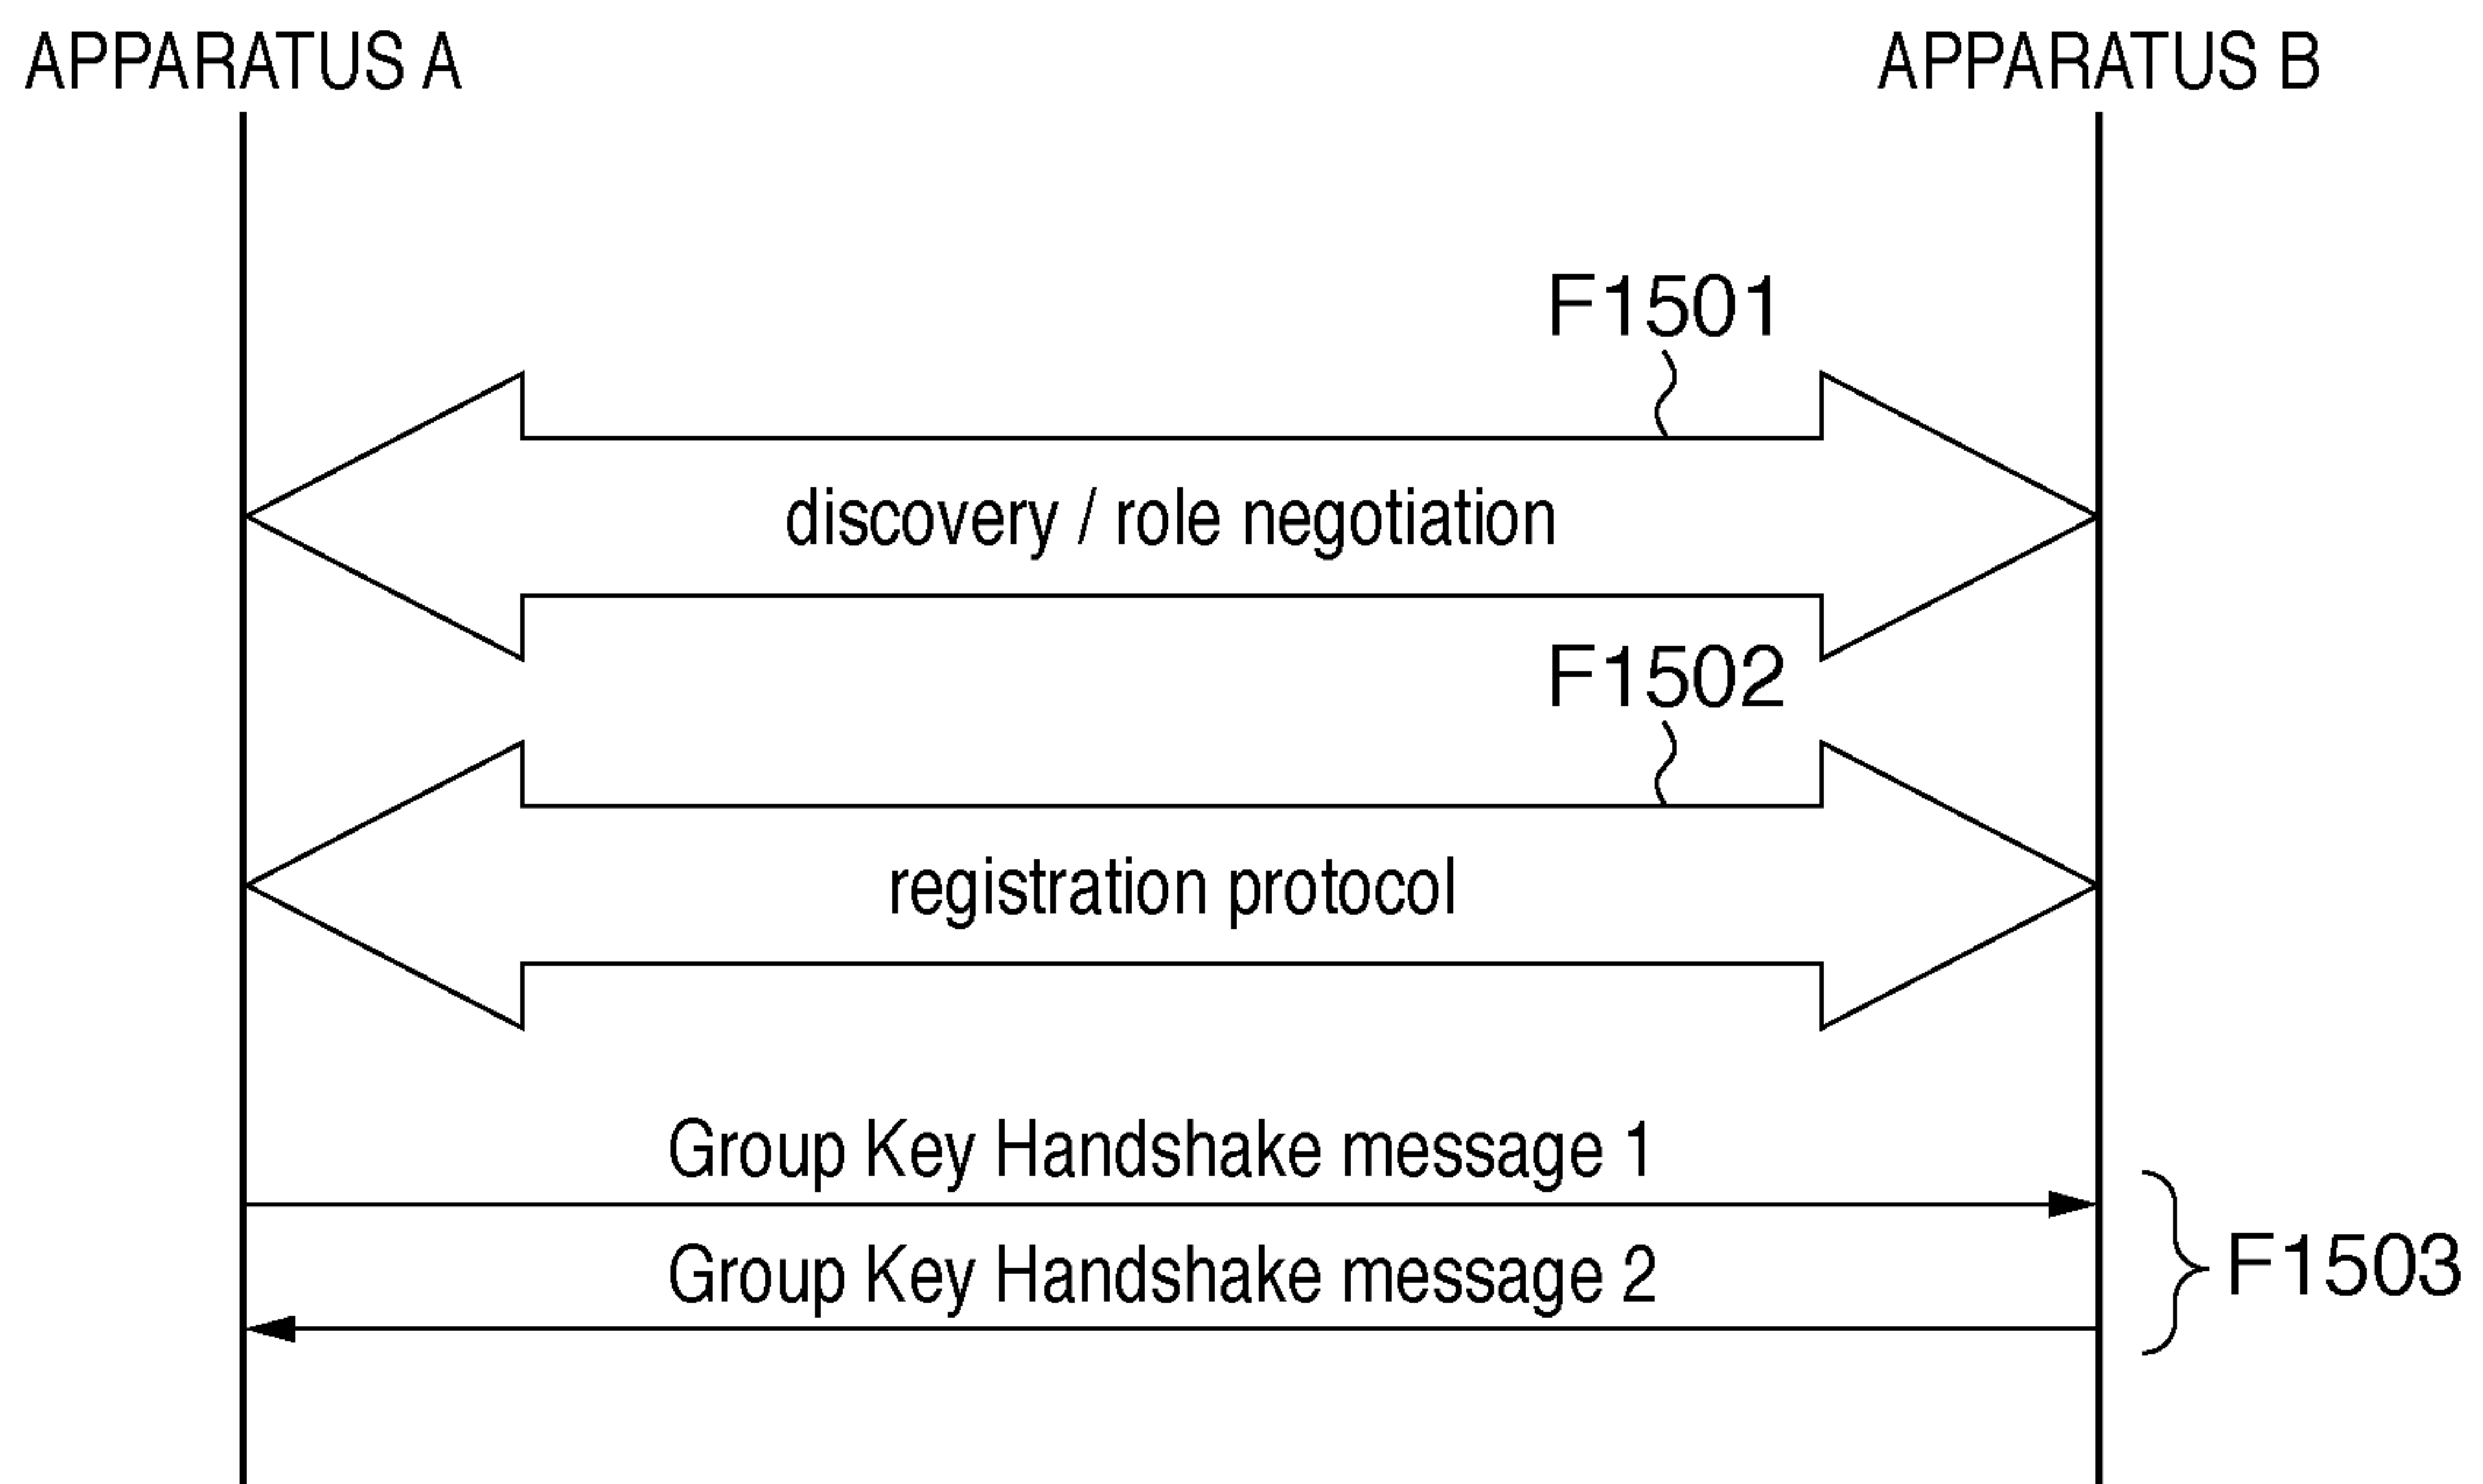 APPARATUS A
APPARATUS B
F1501
discovery / role negotiation
F1502
registration protocol
Group Key Handshake message 1
Group Key Handshake message 2
F1503